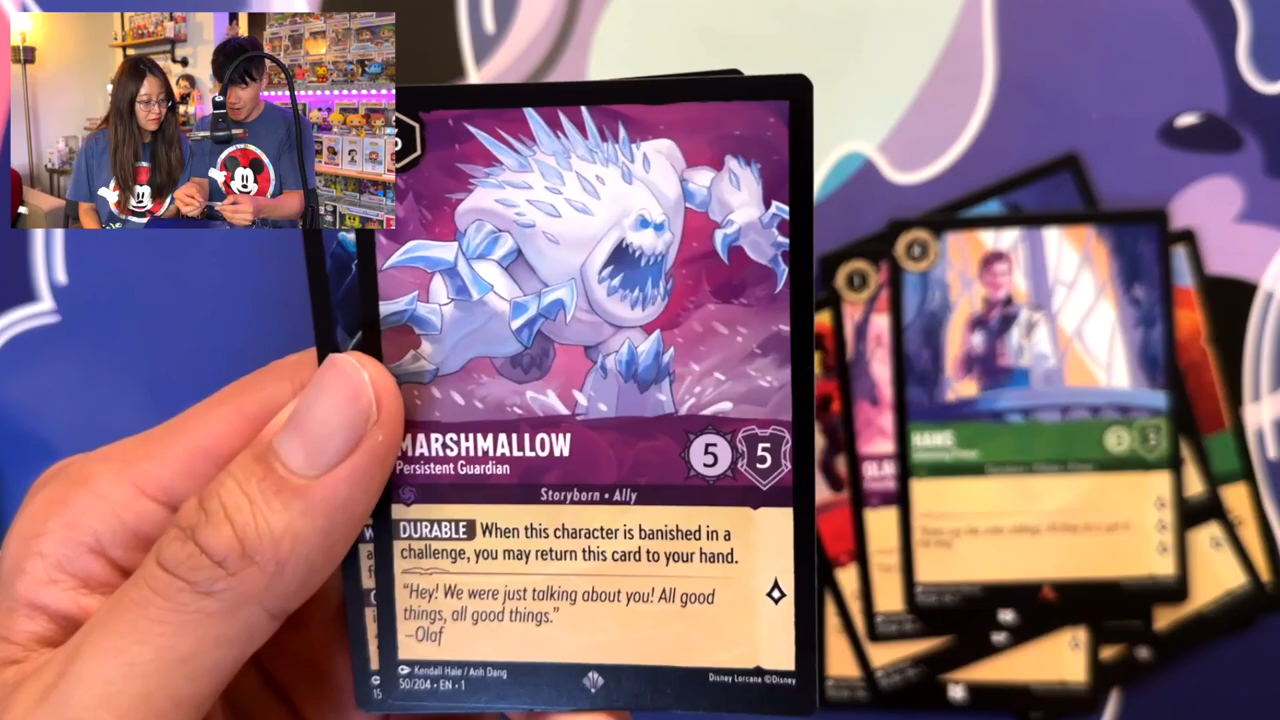 MARSHMALLOW
Persistent Guardian
5 5
Storyborn • Ally
DURABLE When this character is banished in a
challenge, you may return this card to your hand.
"Hey! We were just talking about you! All good
things, all good things."
–Olaf
Kendall Hale / Anh Dang
50/204 • EN • 1
Disney Lorcana ©Disney
15
HANS